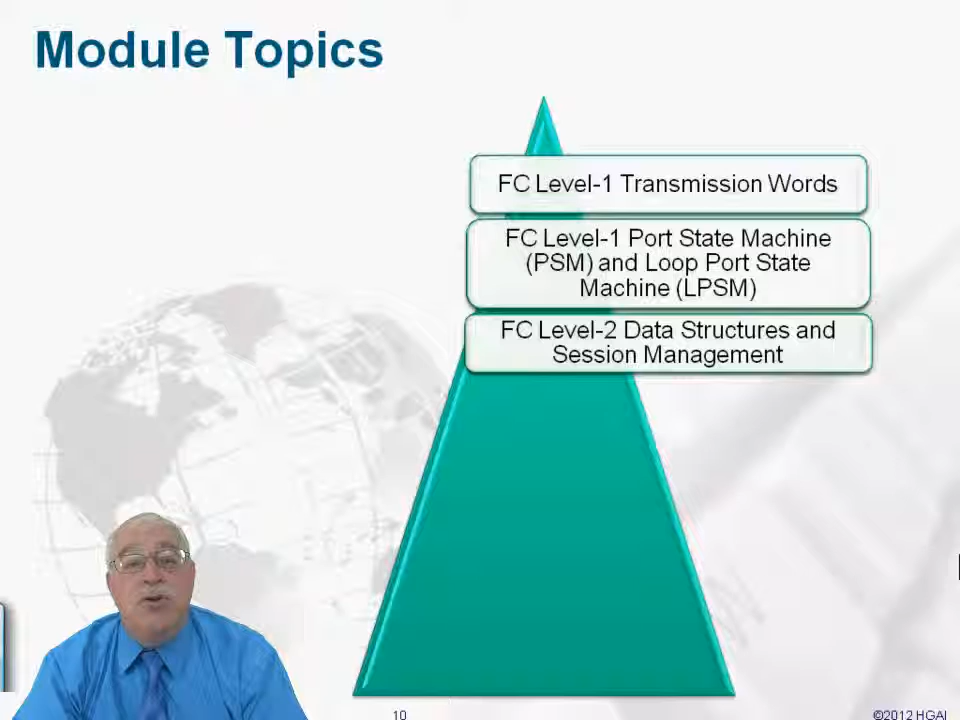 Module Topics
FC Level-1 Transmission Words
FC Level-1 Port State Machine
(PSM) and Loop Port State
Machine (LPSM)
FC Level-2 Data Structures and
Session Management
10
©2012 HGAI